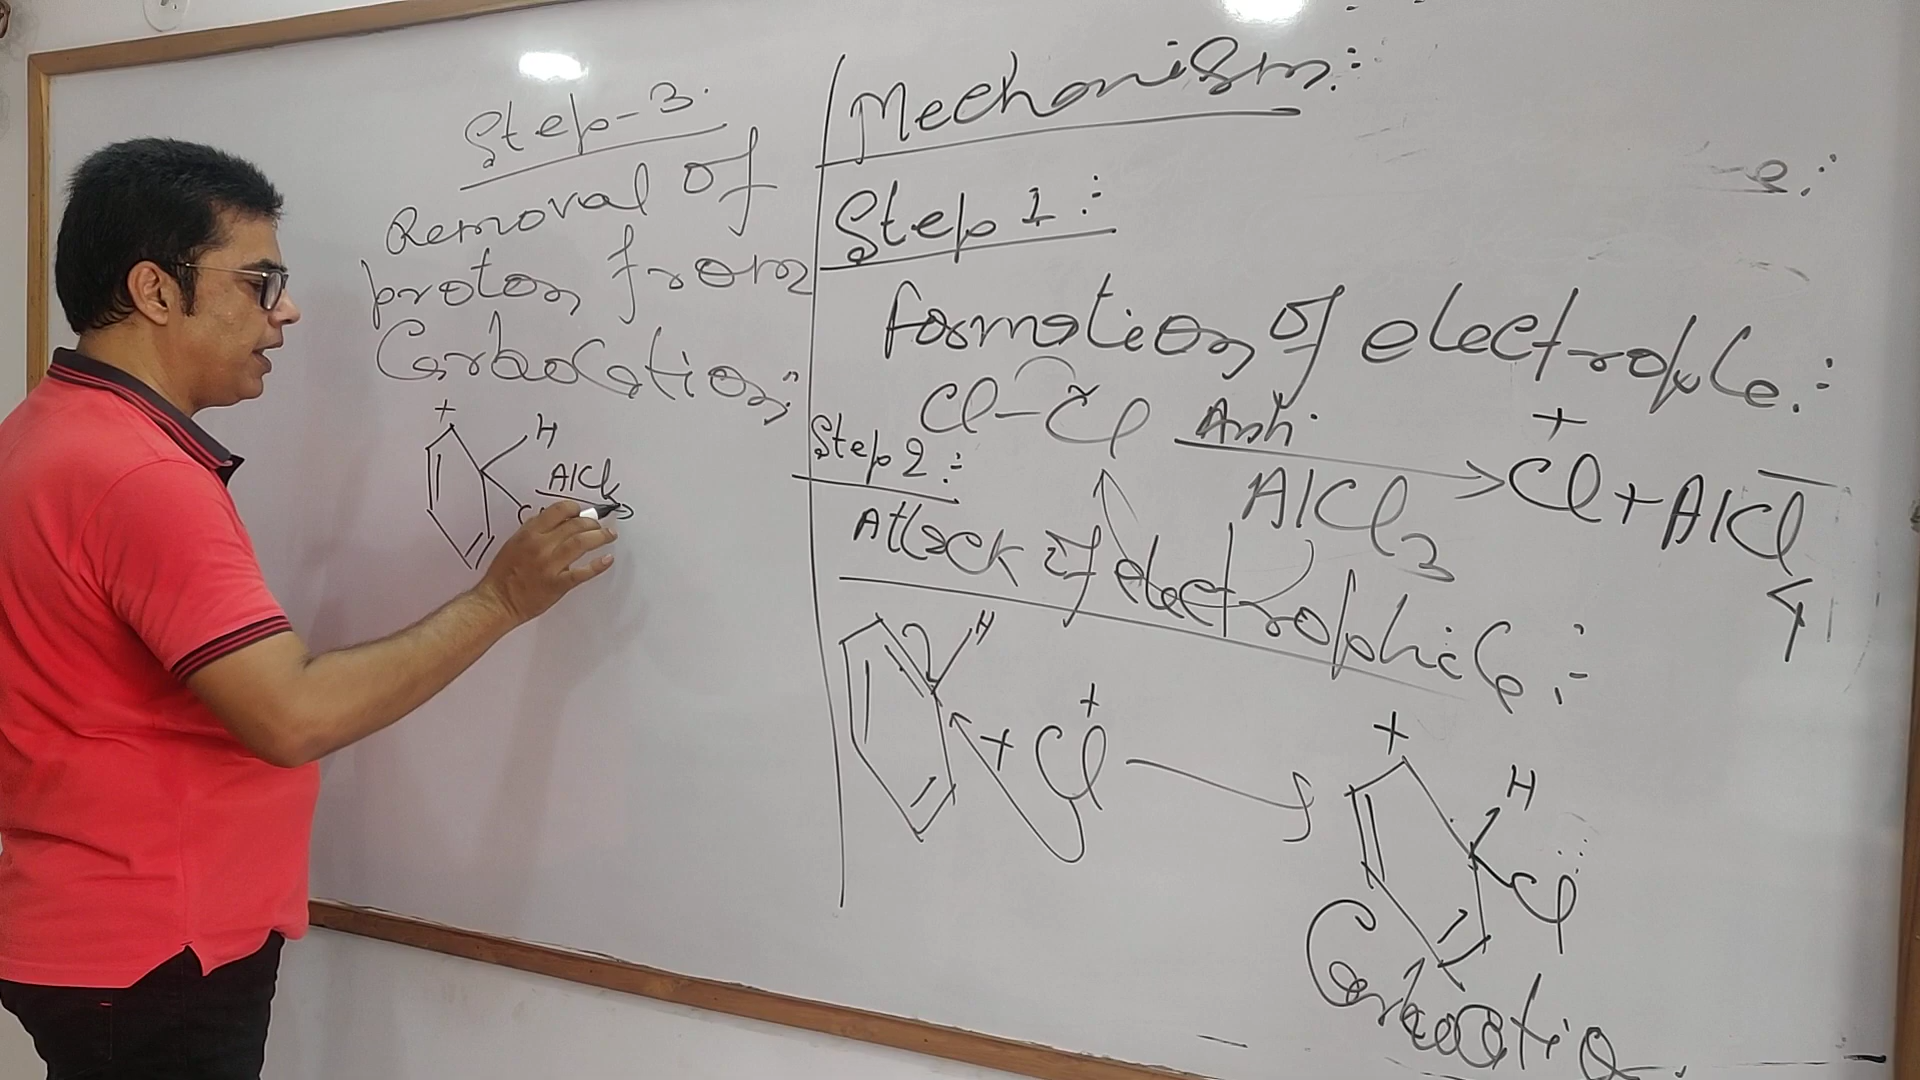 Mechanism:
Step 1:
formation of electrophile:
Cl-Cl Anh. AlCl3 + Cl + AlCl4 -
Step 2:
Attack of electrophile:
H
+ Cl +
+ H Cl
Carbocation
Step-3.
Removal of
proton from
Carbocation:
+ H
AlCl4